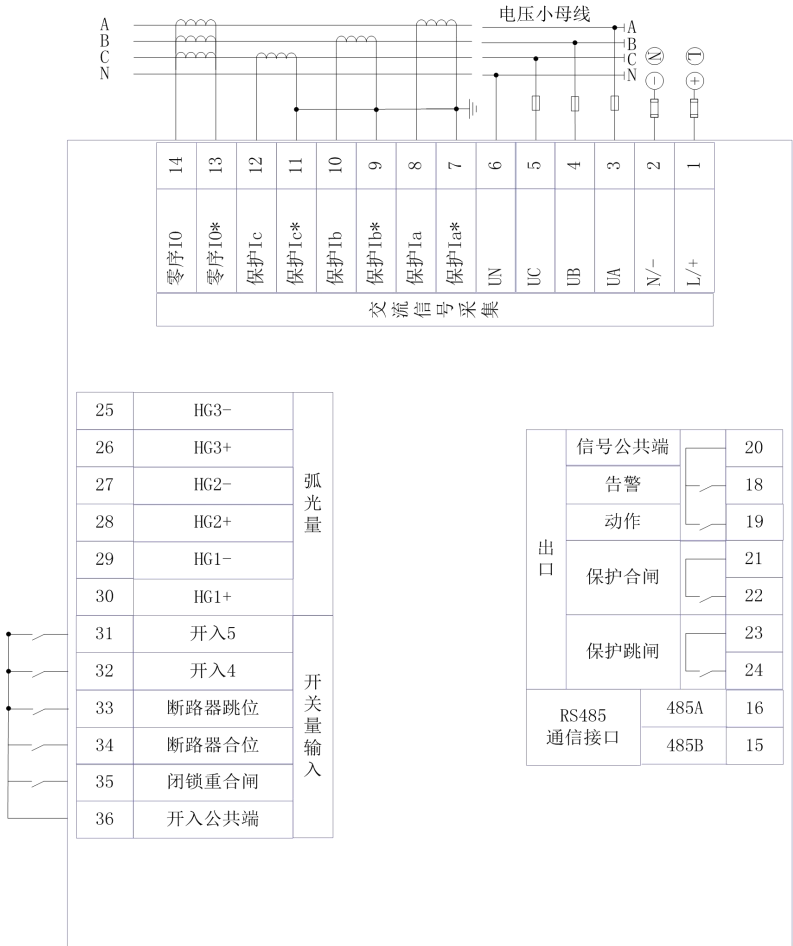 电压小母线
A
B
C
N
A
B
C
N
N
L
−
+
14 13 12 11 10 9 8 7 6 5 4 3 2 1
零序I0 零序I0* 保护Ic 保护Ic* 保护Ib 保护Ib* 保护Ia 保护Ia* UN UC UB UA N/- L/+
交流信号采集
25 HG3-
26 HG3+
27 HG2-
28 HG2+
29 HG1-
30 HG1+
弧光量
31 开入5
32 开入4
33 断路器跳位
34 断路器合位
35 闭锁重合闸
36 开入公共端
开关量输入
出口
信号公共端 20
告警 18
动作 19
保护合闸
21
22
保护跳闸
23
24
RS485
通信接口
485A 16
485B 15